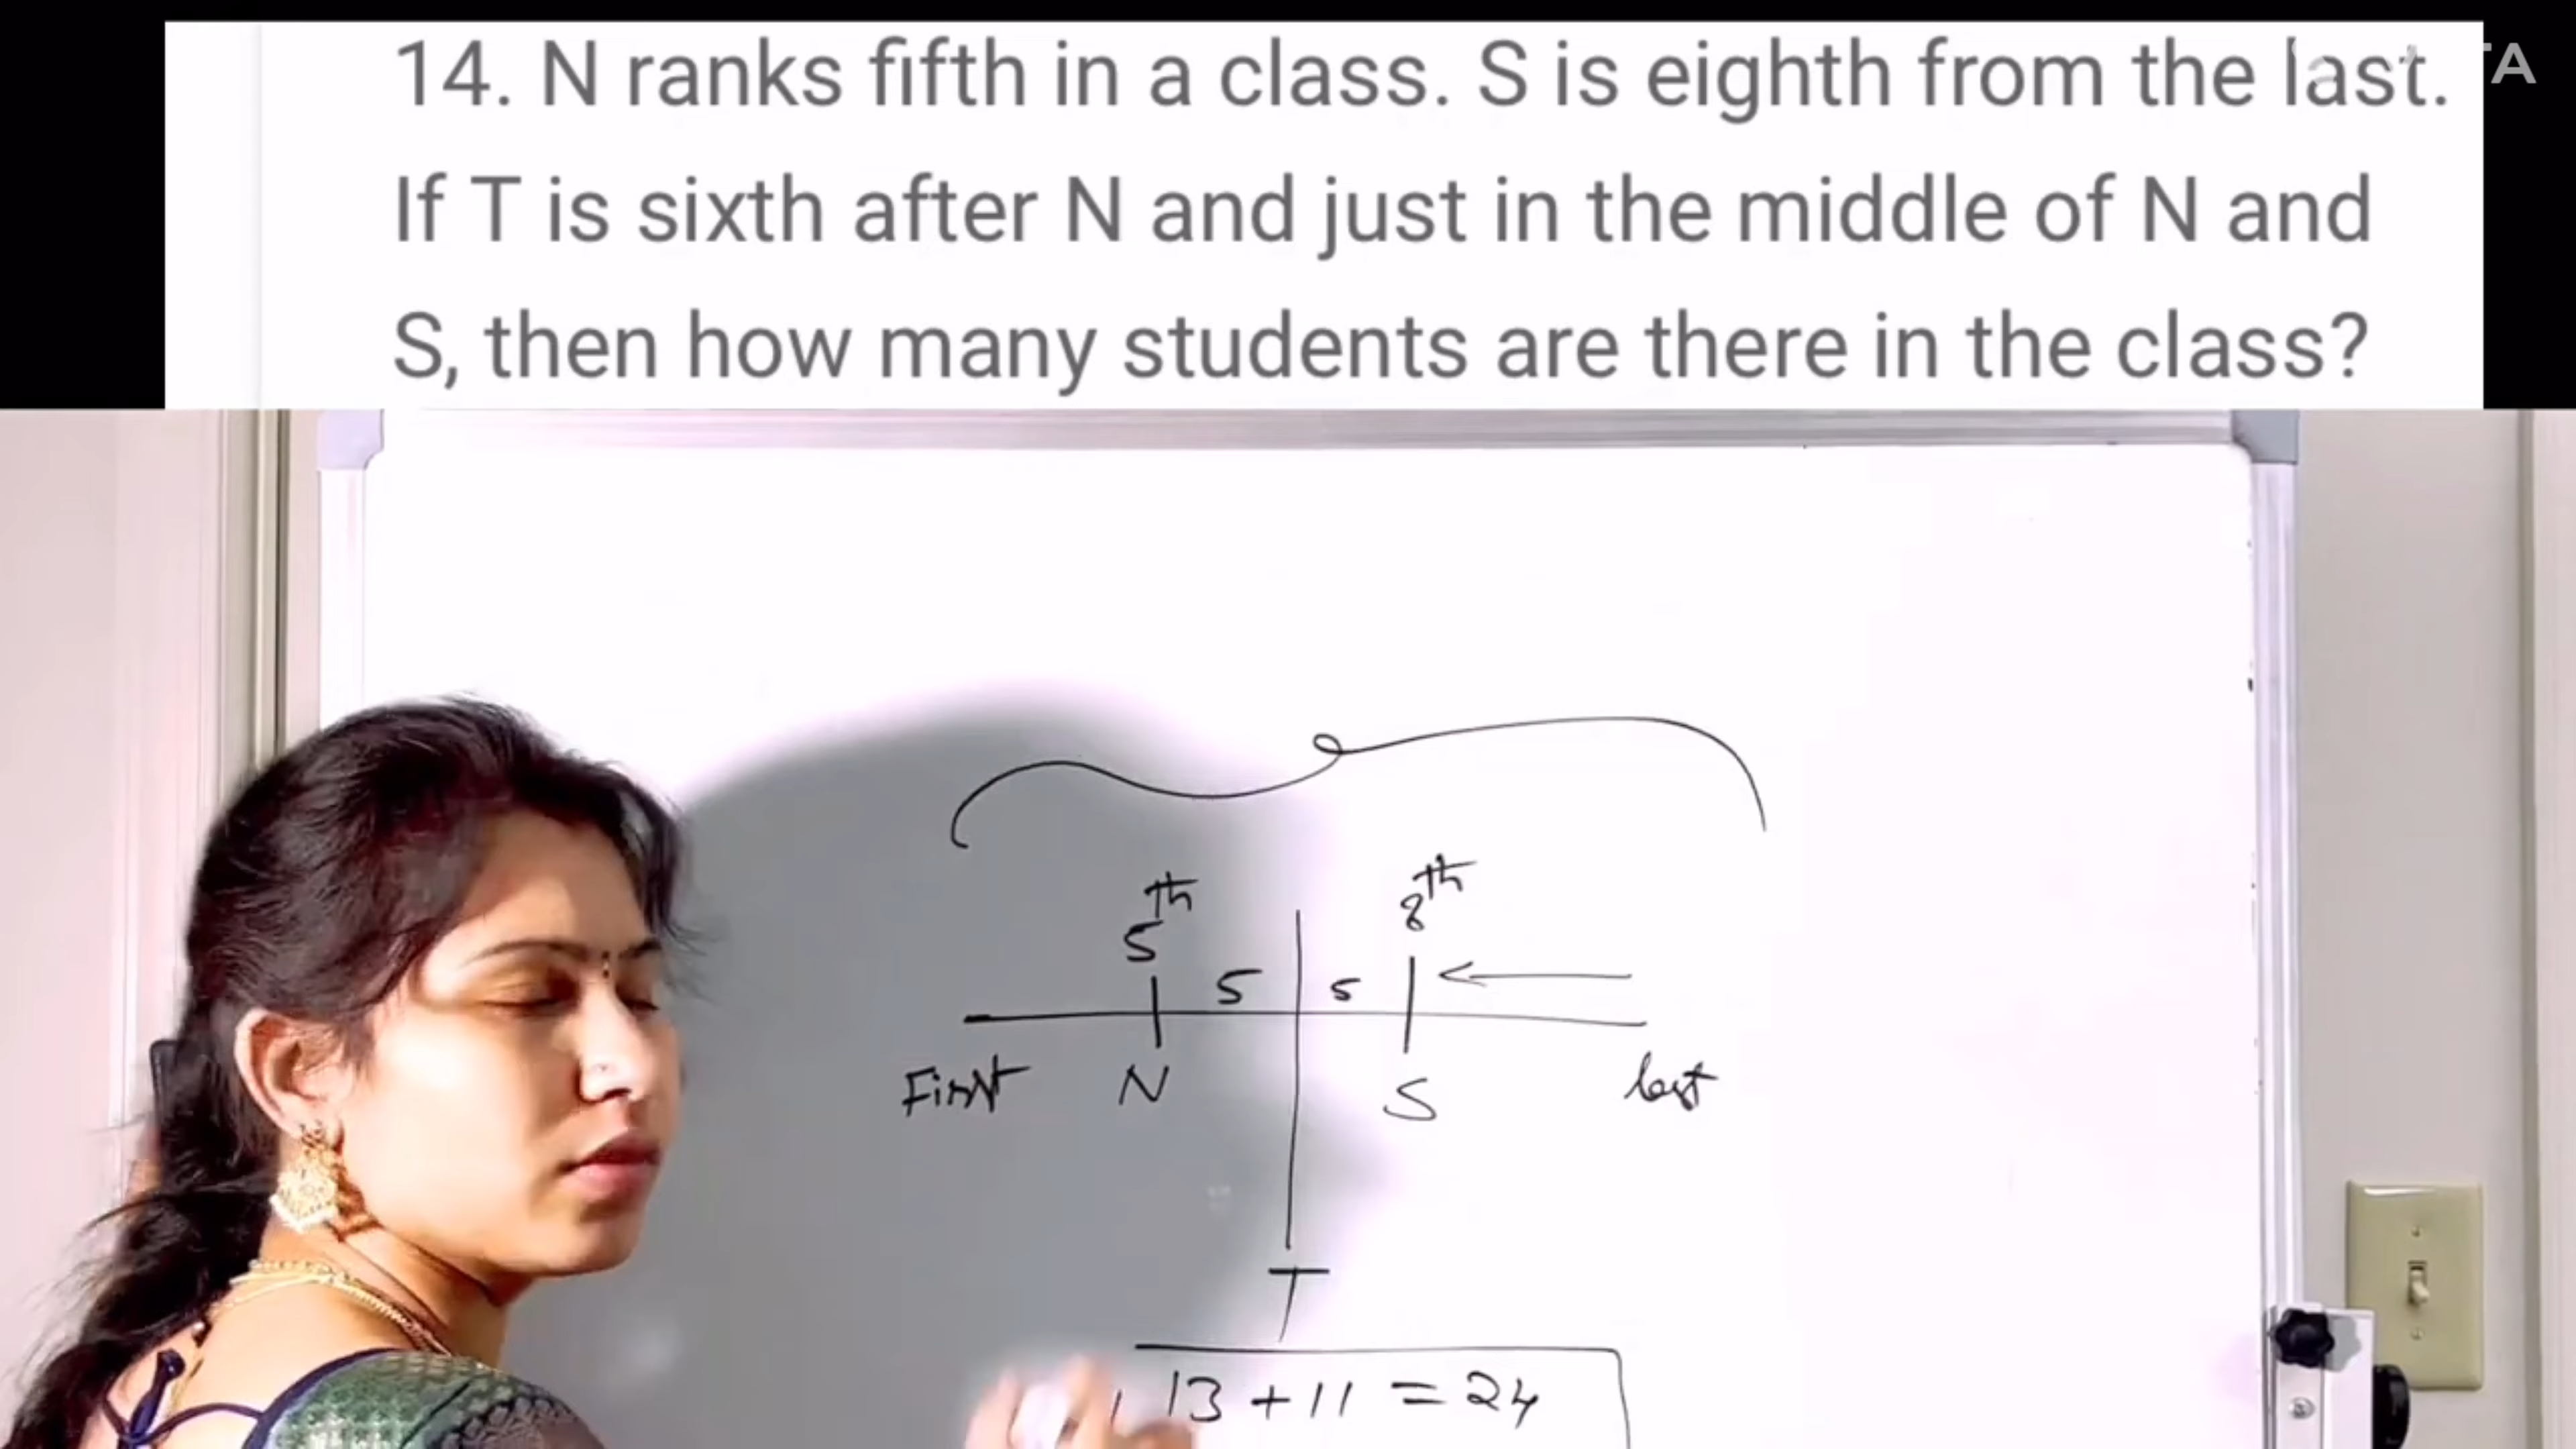 14. N ranks fifth in a class. S is eighth from the last.
If T is sixth after N and just in the middle of N and
S, then how many students are there in the class?
TA
5th
8th
5
5
First
N
S
last
T
13 + 11 = 24